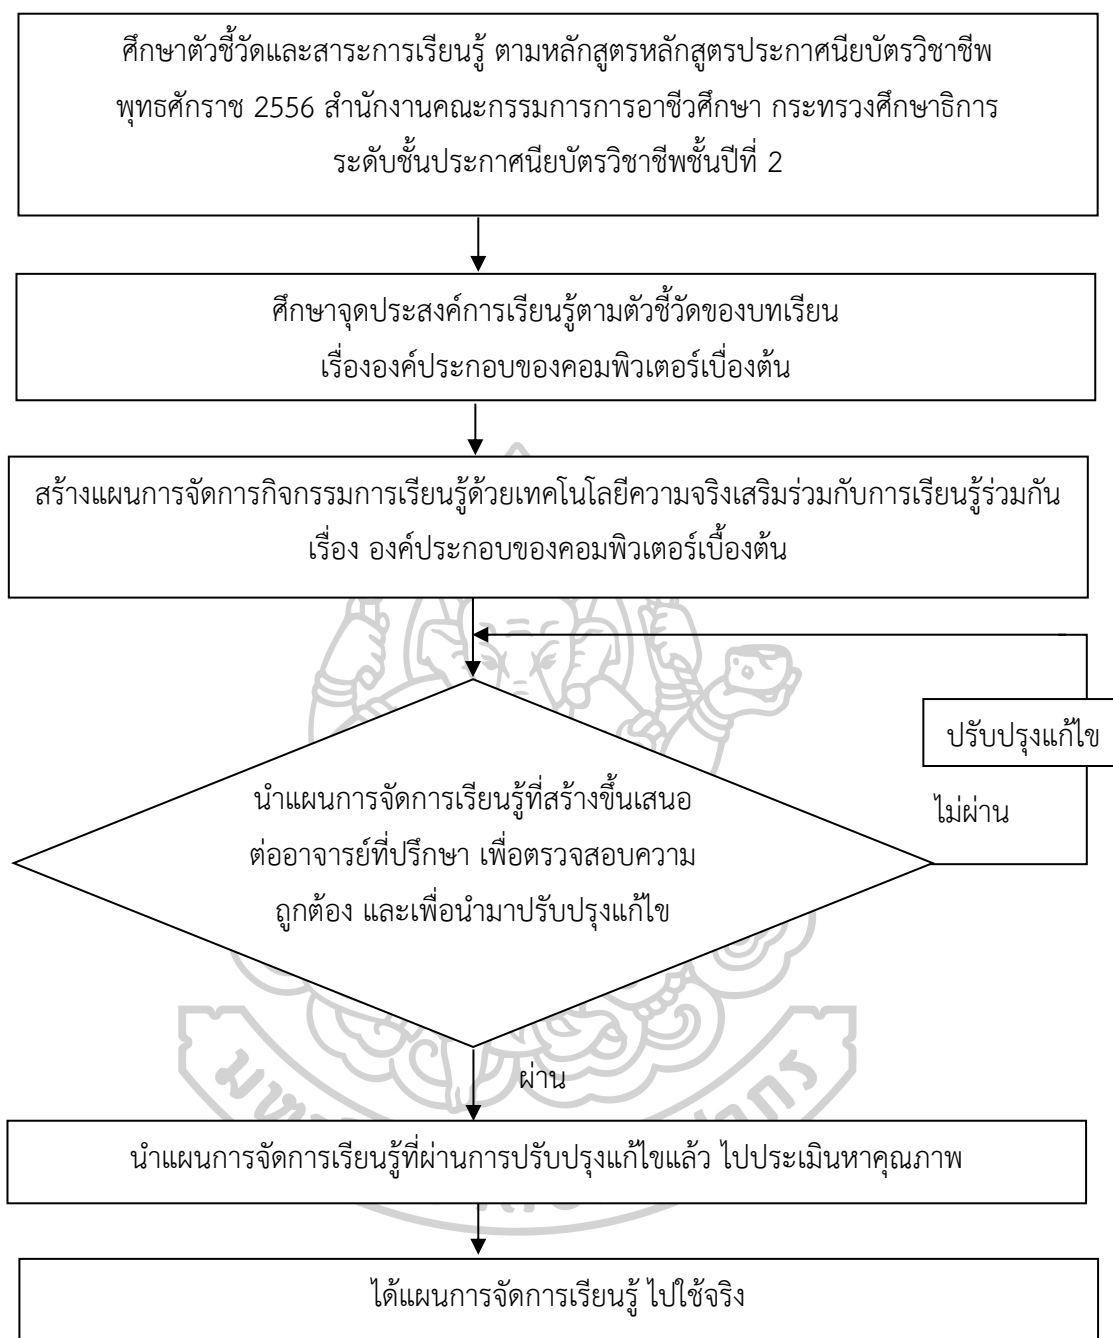 ศึกษาตัวชี้วัดและสาระการเรียนรู้ ตามหลักสูตรหลักสูตรประกาศนียบัตรวิชาชีพ
พุทธศักราช 2556 สำนักงานคณะกรรมการการอาชีวศึกษา กระทรวงศึกษาธิการ
ระดับชั้นประกาศนียบัตรวิชาชีพชั้นปีที่ 2
ศึกษาจุดประสงค์การเรียนรู้ตามตัวชี้วัดของบทเรียน
เรื่ององค์ประกอบของคอมพิวเตอร์เบื่องต้น
สร้างแผนการจัดการกิจกรรมการเรียนรู้ด้วยเทคโนโลยีความจริงเสริมร่วมกับการเรียนรู้ร่วมกัน
เรื่อง องค์ประกอบของคอมพิวเตอร์เบื้องต้น
ปรับปรุงแก้ไข
ไม่ผ่าน
นำแผนการจัดการเรียนรู้ที่สร้างขึ้นเสนอ
ต่ออาจารย์ที่ปรึกษา เพื่อตรวจสอบความ
ถูกต้อง และเพื่อนำมาปรับปรุงแก้ไข
ผ่าน
นำแผนการจัดการเรียนรู้ที่ผ่านการปรับปรุงแก้ไขแล้ว ไปประเมินหาคุณภาพ
ได้แผนการจัดการเรียนรู้ ไปใช้จริง